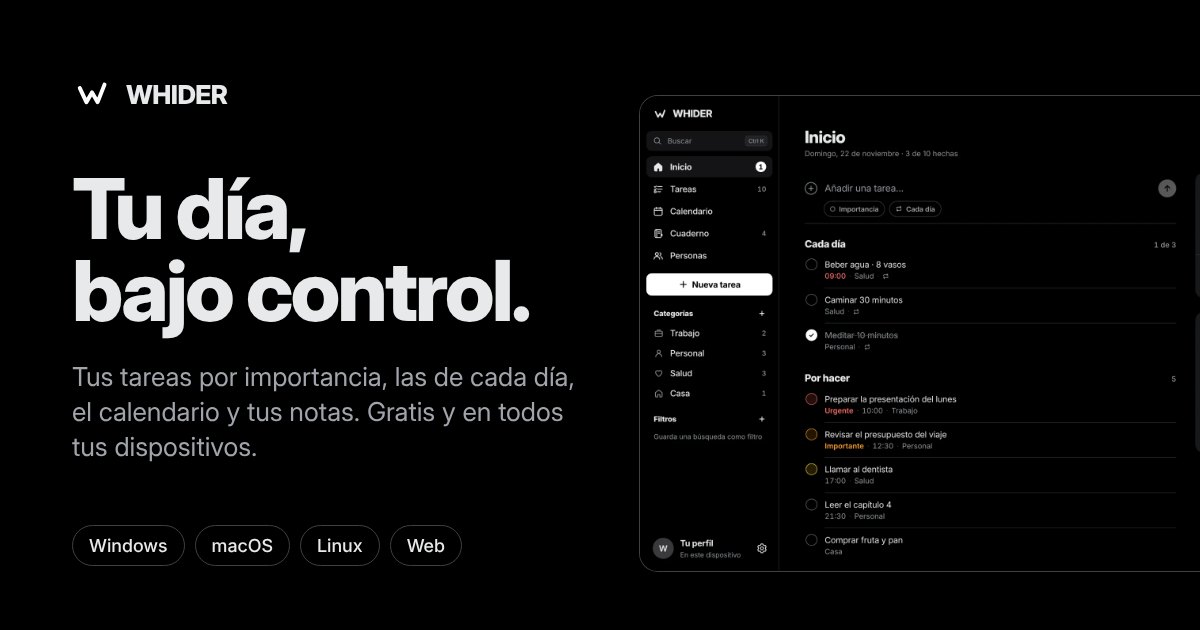 WHIDER
Tu día,
bajo control.
Tus tareas por importancia, las de cada día,
el calendario y tus notas. Gratis y en todos
tus dispositivos.
Windows
macOS
Linux
Web
WHIDER
Buscar
Ctrl K
Inicio
1
Tareas
10
Calendario
Cuaderno
4
Personas
+ Nueva tarea
Categorías
+
Trabajo
2
Personal
3
Salud
3
Casa
1
Filtros
+
Guarda una búsqueda como filtro
W
Tu perfil
En este dispositivo
Inicio
Domingo, 22 de noviembre · 3 de 10 hechas
Añadir una tarea...
Importancia
Cada día
Cada día
1 de 3
Beber agua · 8 vasos
09:00 · Salud
Caminar 30 minutos
Salud
Meditar 10 minutos
Personal
Por hacer
5
Preparar la presentación del lunes
Urgente · 10:00 · Trabajo
Revisar el presupuesto del viaje
Importante · 12:30 · Personal
Llamar al dentista
17:00 · Salud
Leer el capítulo 4
21:30 · Personal
Comprar fruta y pan
Casa